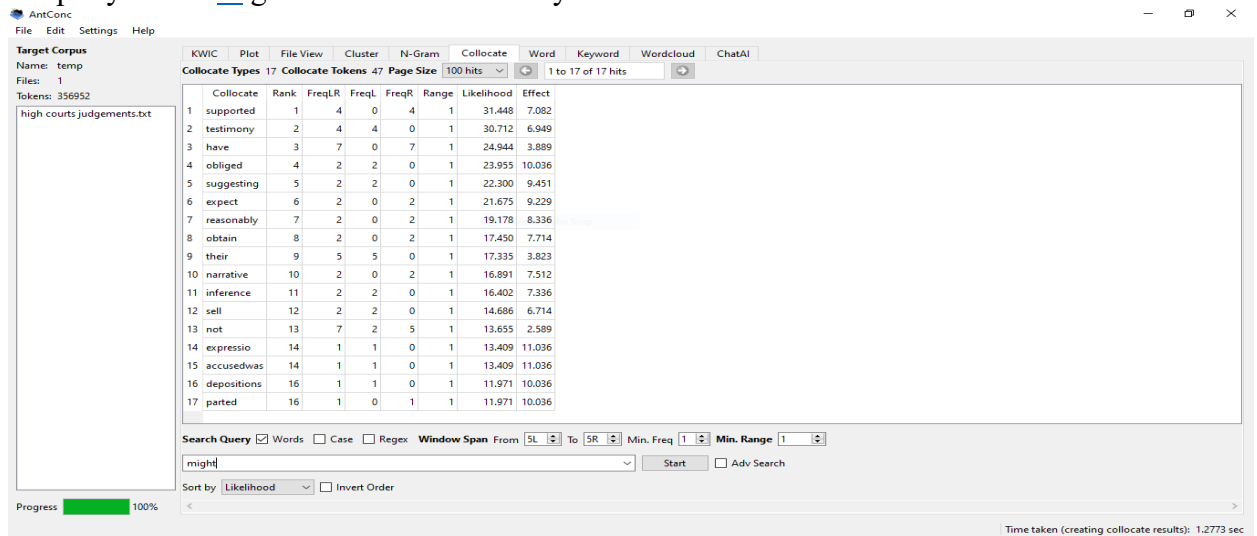 AntConc
File Edit Settings Help
Target Corpus
Name: temp
Files: 1
Tokens: 356952
high courts judgements.txt
Progress 100%
KWIC Plot File View Cluster N-Gram Collocate Word Keyword Wordcloud ChatAI
Collocate Types 17 Collocate Tokens 47 Page Size 100 hits 1 to 17 of 17 hits
Collocate Rank FreqLR FreqL FreqR Range Likelihood Effect
1 supported 1 4 0 4 1 31.448 7.082
2 testimony 2 4 4 0 1 30.712 6.949
3 have 3 7 0 7 1 24.944 3.889
4 obliged 4 2 2 0 1 23.955 10.036
5 suggesting 5 2 2 0 1 22.300 9.451
6 expect 6 2 0 2 1 21.675 9.229
7 reasonably 7 2 0 2 1 19.178 8.336
8 obtain 8 2 0 2 1 17.450 7.714
9 their 9 5 5 0 1 17.335 3.823
10 narrative 10 2 0 2 1 16.891 7.512
11 inference 11 2 2 0 1 16.402 7.336
12 sell 12 2 2 0 1 14.686 6.714
13 not 13 7 2 5 1 13.655 2.589
14 expressio 14 1 1 0 1 13.409 11.036
15 accusedwas 14 1 1 0 1 13.409 11.036
16 depositions 16 1 1 0 1 11.971 10.036
17 parted 16 1 0 1 1 11.971 10.036
Search Query Words Case Regex Window Span From 5L To 5R Min. Freq 1 Min. Range 1
might Start Adv Search
Sort by Likelihood Invert Order
Time taken (creating collocate results): 1.2773 sec